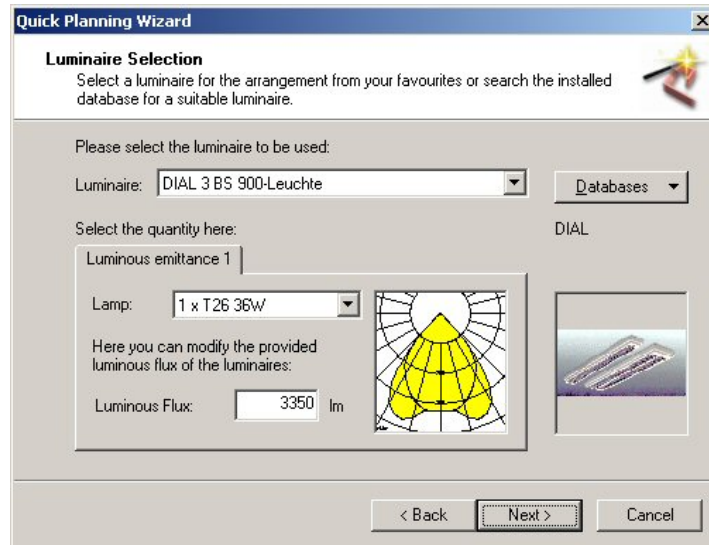 Quick Planning Wizard
Luminaire Selection
Select a luminaire for the arrangement from your favourites or search the installed
database for a suitable luminaire.
Please select the luminaire to be used:
Luminaire: DIAL 3 BS 900-Leuchte Databases
Select the quantity here: DIAL
Luminous emittance 1
Lamp: 1 x T26 36W
Here you can modify the provided
luminous flux of the luminaires:
Luminous Flux: 3350 lm
< Back Next > Cancel